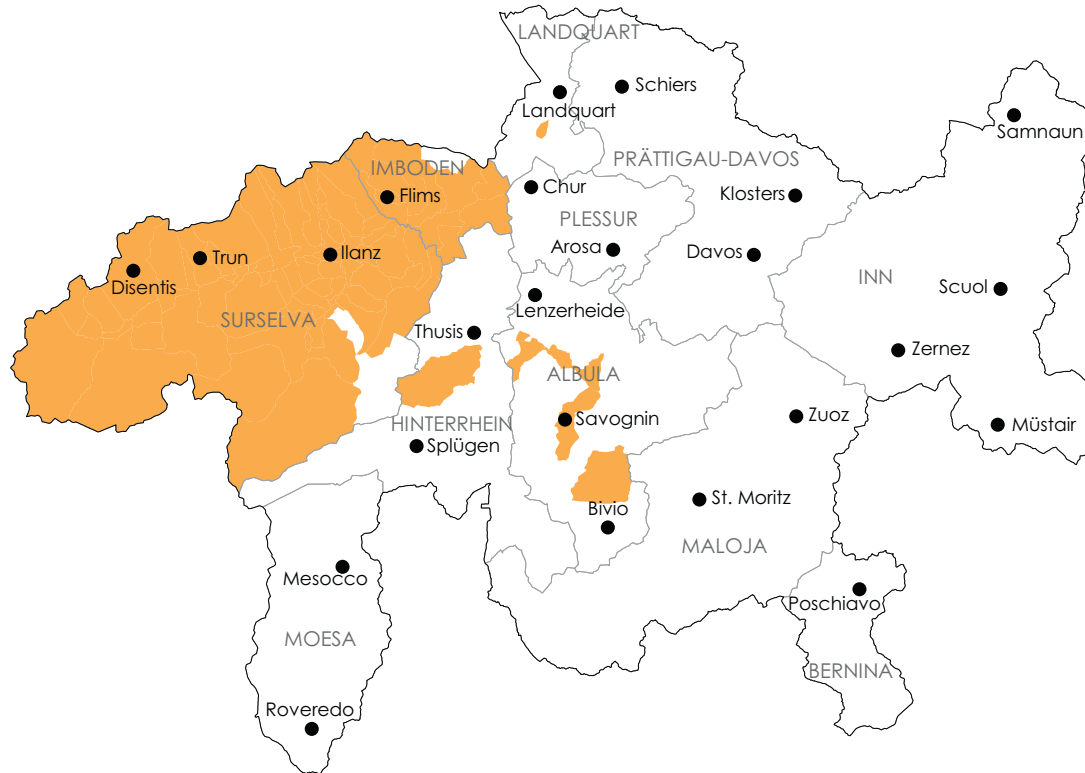 LANDQUART
Schiers
Landquart
Samnaun
PRÄTTIGAU-DAVOS
IMBODEN
Flims
Chur
Klosters
PLESSUR
Arosa
Davos
Trun
Ilanz
Disentis
INN
Scuol
Lenzerheide
SURSELVA
Thusis
Zernez
ALBULA
HINTERRHEIN
Savognin
Zuoz
Müstair
Splügen
St. Moritz
Bivio
MALOJA
Mesocco
Poschiavo
MOESA
BERNINA
Roveredo